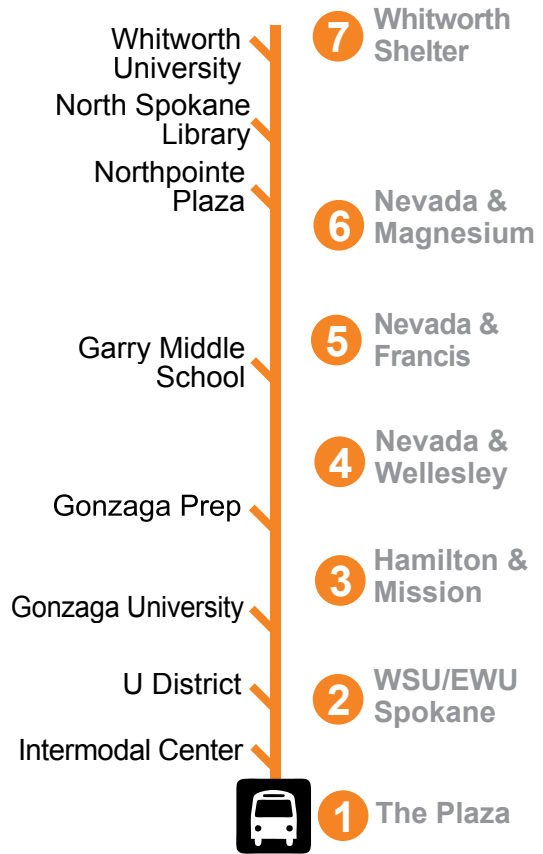 Whitworth
University
7
Whitworth
Shelter
North Spokane
Library
Northpointe
Plaza
6
Nevada &
Magnesium
5
Nevada &
Francis
Garry Middle
School
4
Nevada &
Wellesley
Gonzaga Prep
3
Hamilton &
Mission
Gonzaga University
U District
2
WSU/EWU
Spokane
Intermodal Center
1
The Plaza